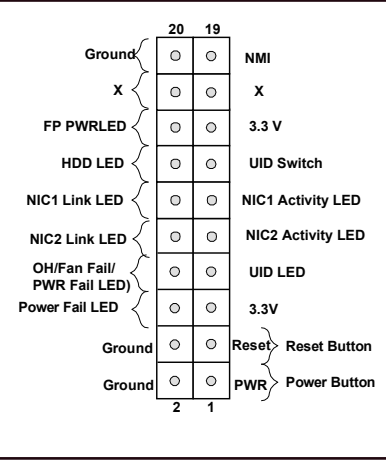 20 19
Ground NMI
X X
FP PWRLED 3.3 V
HDD LED UID Switch
NIC1 Link LED NIC1 Activity LED
NIC2 Link LED NIC2 Activity LED
OH/Fan Fail/
PWR Fail LED) UID LED
Power Fail LED 3.3V
Ground Reset Reset Button
Ground PWR Power Button
2 1